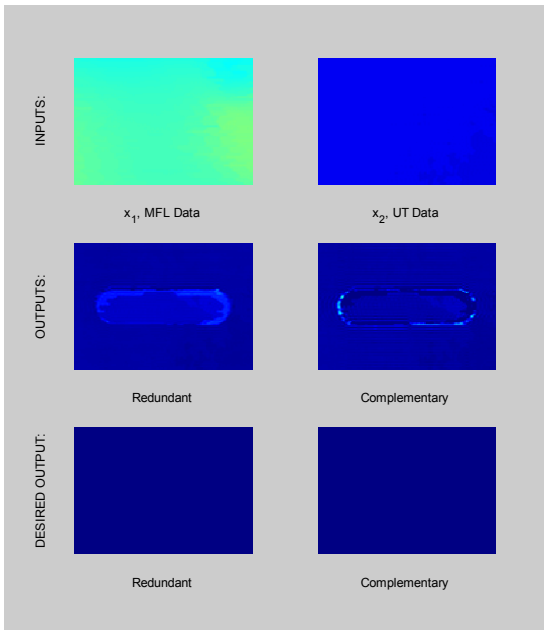 INPUTS:
x1, MFL Data
x2, UT Data
OUTPUTS:
Redundant
Complementary
DESIRED OUTPUT:
Redundant
Complementary